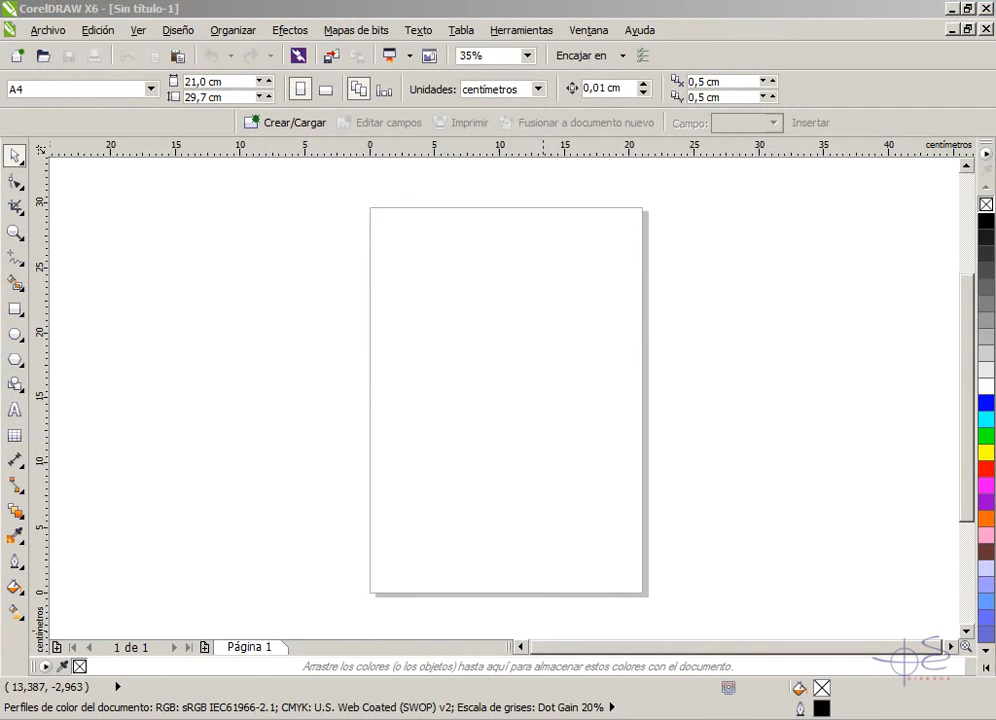 CorelDRAW X6 - [Sin título-1]
Archivo Edición Ver Diseño Organizar Efectos Mapas de bits Texto Tabla Herramientas Ventana Ayuda
35% Encajar en
A4 21,0 cm 29,7 cm Unidades: centímetros 0,01 cm 0,5 cm 0,5 cm
Crear/Cargar Editar campos Imprimir Fusionar a documento nuevo Campo: Insertar
20 15 10 5 0 5 10 15 20 25 30 35 40 centímetros
30
25
20
15
10
5
0
centímetros
1 de 1 Página 1
Arrastre los colores (o los objetos) hasta aquí para almacenar estos colores con el documento.
( 13,387, -2,963 )
Perfiles de color del documento: RGB: sRGB IEC61966-2.1; CMYK: U.S. Web Coated (SWOP) v2; Escala de grises: Dot Gain 20%